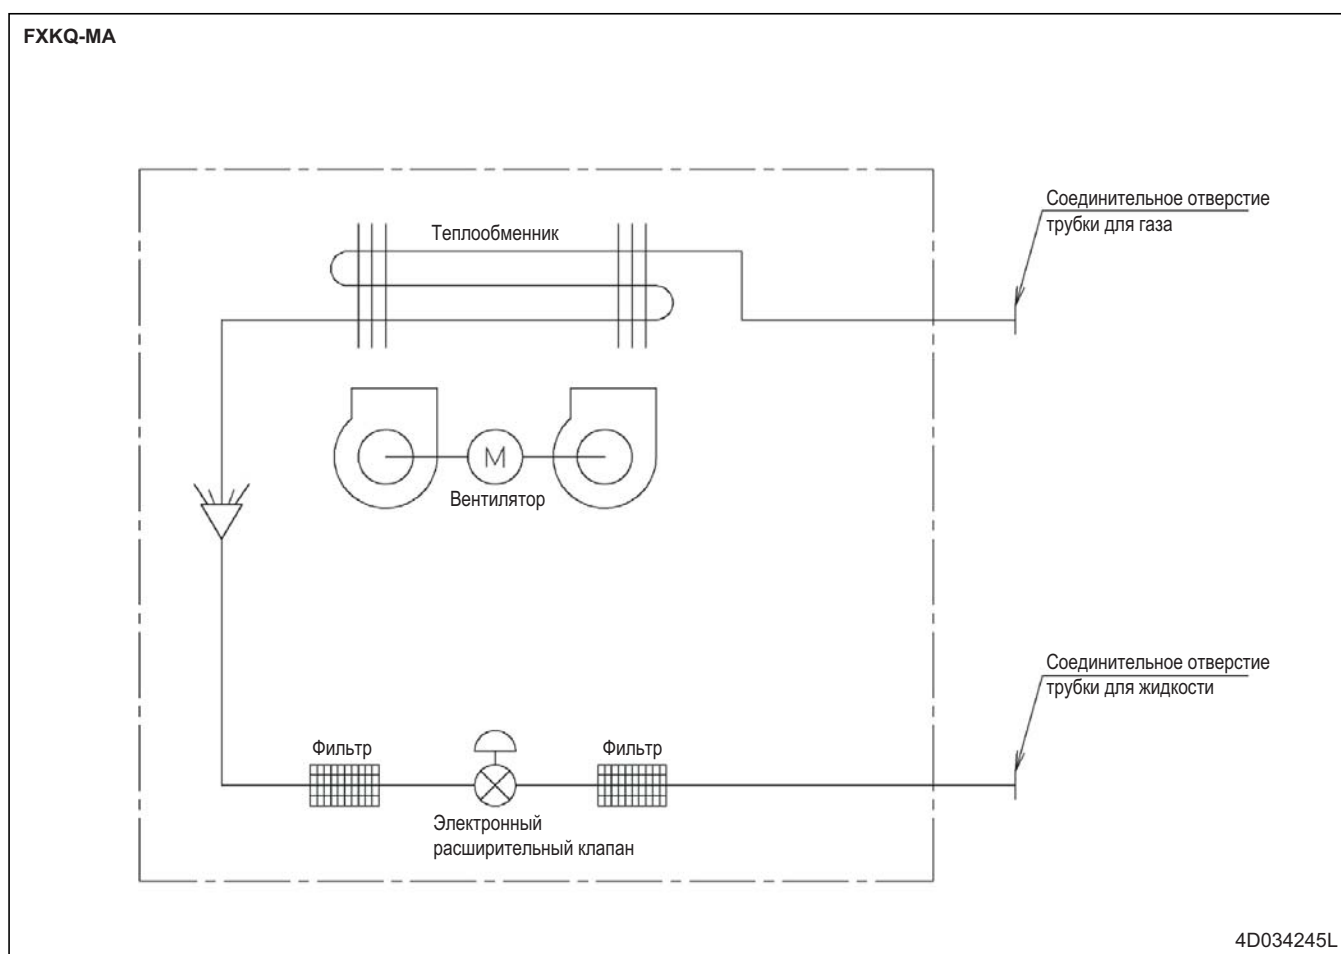 FXKQ-MA
Соединительное отверстие
трубки для газа
Теплообменник
M
Вентилятор
Соединительное отверстие
трубки для жидкости
Фильтр
Фильтр
Электронный
расширительный клапан
4D034245L